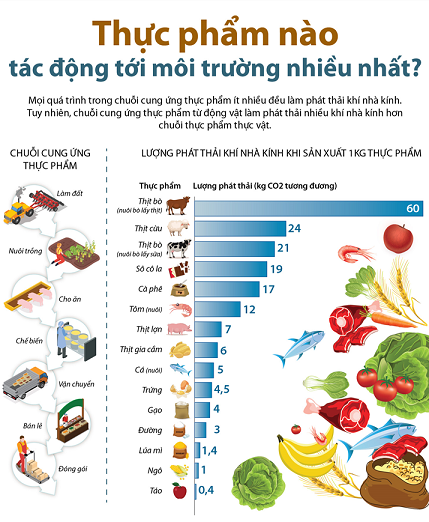 Thực phẩm nào
tác động tới môi trường nhiều nhất?
Mọi quá trình trong chuỗi cung ứng thực phẩm ít nhiều đều làm phát thải khí nhà kính.
Tuy nhiên, chuỗi cung ứng thực phẩm từ động vật làm phát thải nhiều khí nhà kính hơn
chuỗi thực phẩm thực vật.
CHUỖI CUNG ỨNG
THỰC PHẨM
Làm đất
Nuôi trồng
Cho ăn
Chế biến
Vận chuyển
Bán lẻ
Đóng gói
LƯỢNG PHÁT THẢI KHÍ NHÀ KÍNH KHI SẢN XUẤT 1KG THỰC PHẨM
Thực phẩm Lượng phát thải (kg CO2 tương đương)
Thịt bò
(nuôi bò lấy thịt) 60
Thịt cừu 24
Thịt bò 21
(nuôi bò lấy sữa)
Sô cô la 19
Cà phê 17
Tôm (nuôi) 12
Thịt lợn 7
Thịt gia cầm 6
Cá (nuôi) 5
Trứng 4,5
Gạo 4
Đường 3
Lúa mì 1,4
Ngô 1
Táo 0,4